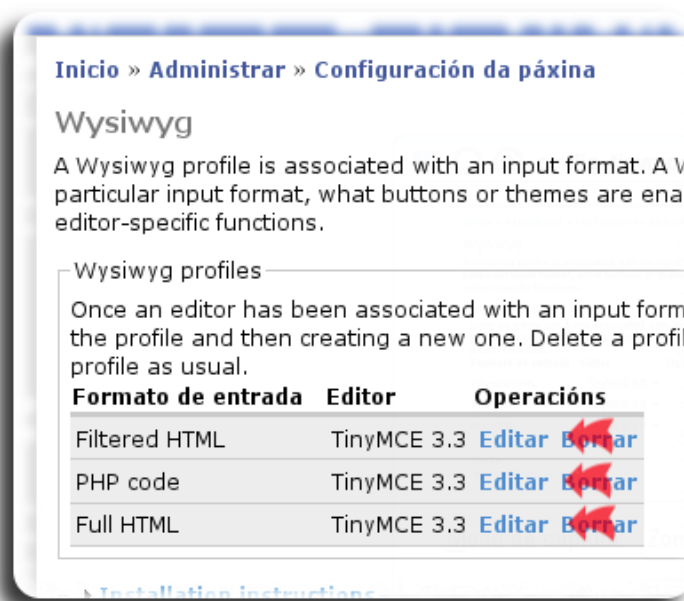 Inicio » Administrar » Configuración da páxina
Wysiwyg
A Wysiwyg profile is associated with an input format. A
particular input format, what buttons or themes are ena
editor-specific functions.
Wysiwyg profiles
Once an editor has been associated with an input form
the profile and then creating a new one. Delete a profil
profile as usual.
Formato de entrada Editor Operacións
Filtered HTML TinyMCE 3.3 Editar Borrar
PHP code TinyMCE 3.3 Editar Borrar
Full HTML TinyMCE 3.3 Editar Borrar
Installation instructions